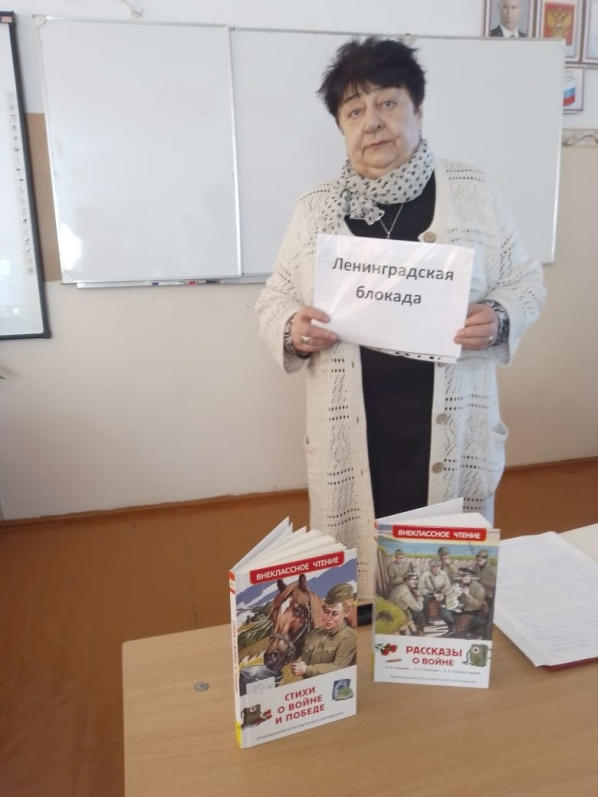 Ленинградская
блокада
ВНЕКЛАССНОЕ ЧТЕНИЕ
СТИХИ
О ВОЙНЕ
И ПОБЕДЕ
ВНЕКЛАССНОЕ ЧТЕНИЕ
РАССКАЗЫ
О ВОЙНЕ